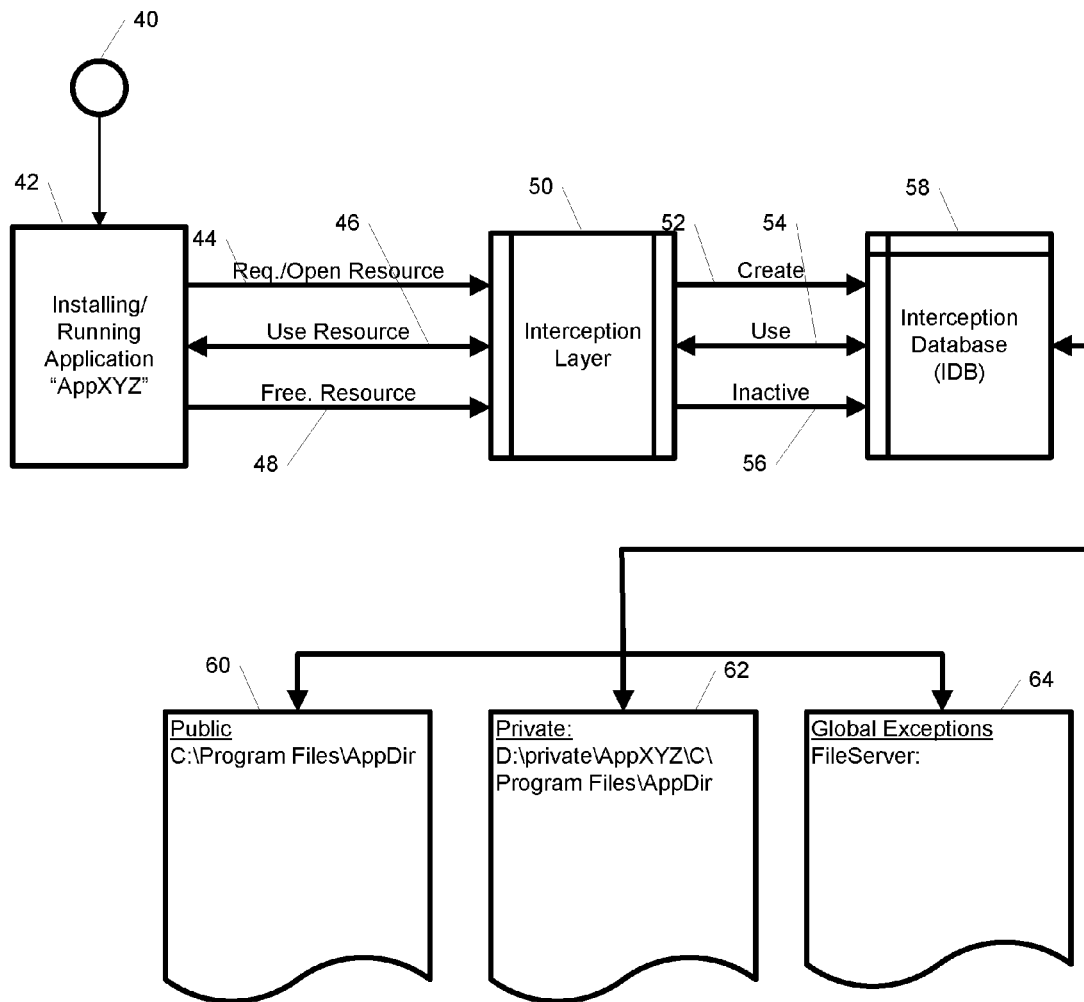 40
42
44
46
50
52
54
58
Req./Open Resource
Create
Installing/
Running
Application
“AppXYZ”
Use Resource
Interception
Layer
Use
Interception
Database
(IDB)
Free. Resource
Inactive
48
56
60
62
64
Public
C:\Program Files\AppDir
Private:
D:\private\AppXYZ\C\
Program Files\AppDir
Global Exceptions
FileServer: